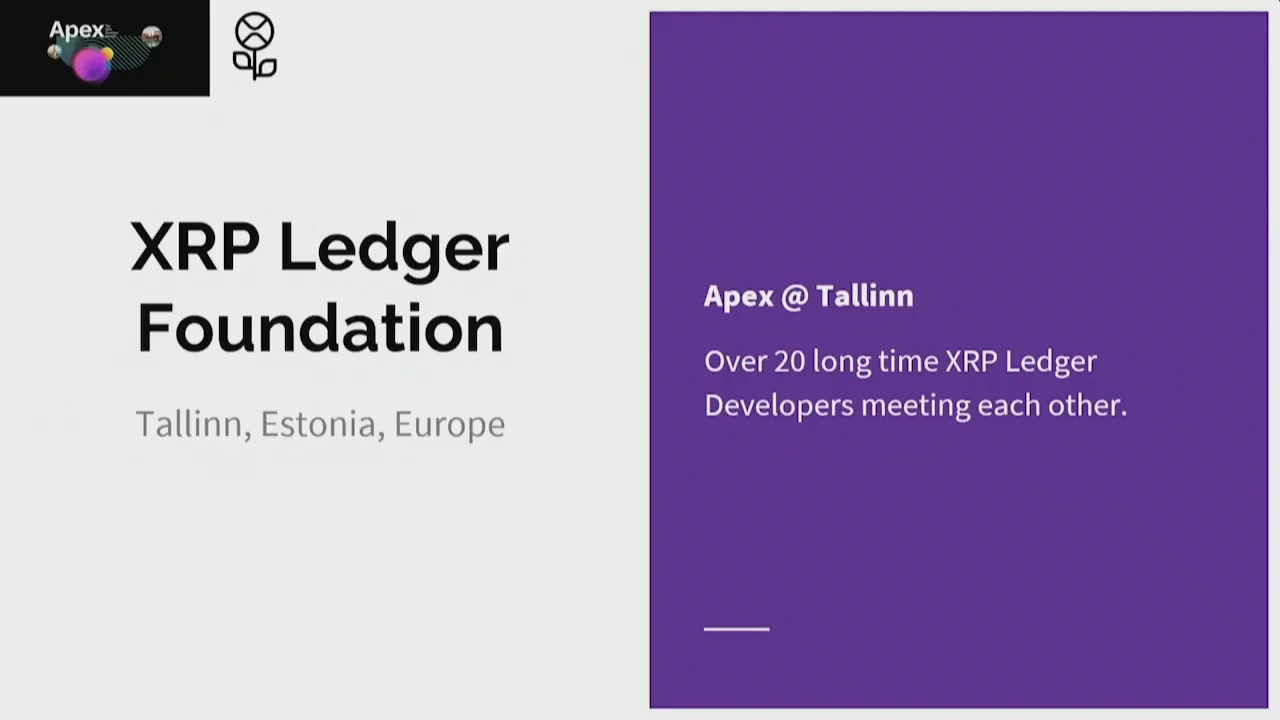 Apex
XRP Ledger
Foundation
Tallinn, Estonia, Europe
Apex @ Tallinn
Over 20 long time XRP Ledger
Developers meeting each other.